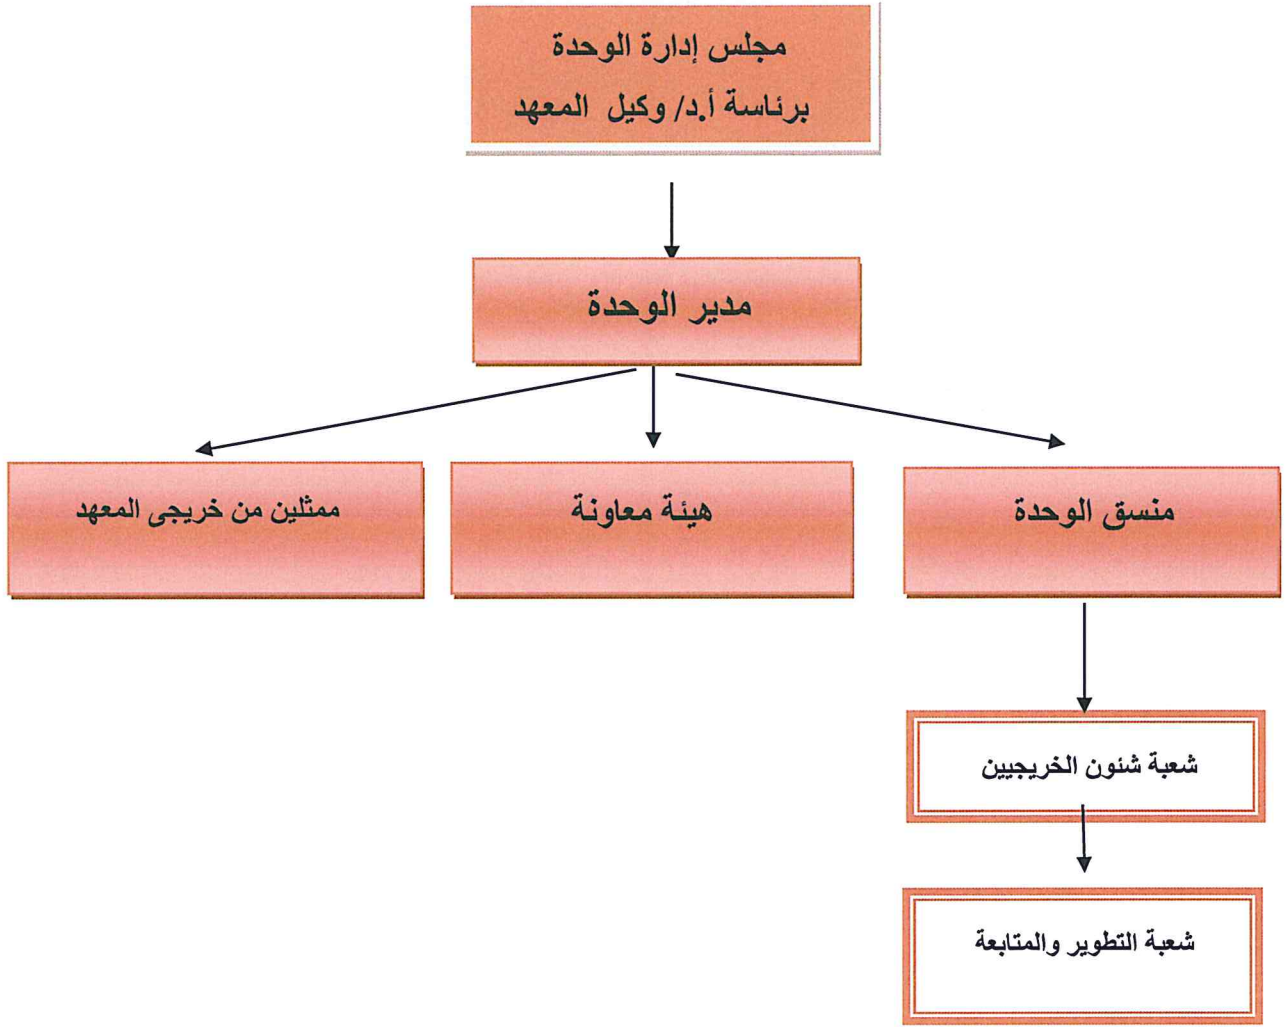 مجلس إدارة الوحدة
برئاسة أ.د/ وكيل المعهد
مدير الوحدة
منسق الوحدة
هيئة معاونة
ممثلين من خريجى المعهد
شعبة شئون الخريجيين
شعبة التطوير والمتابعة